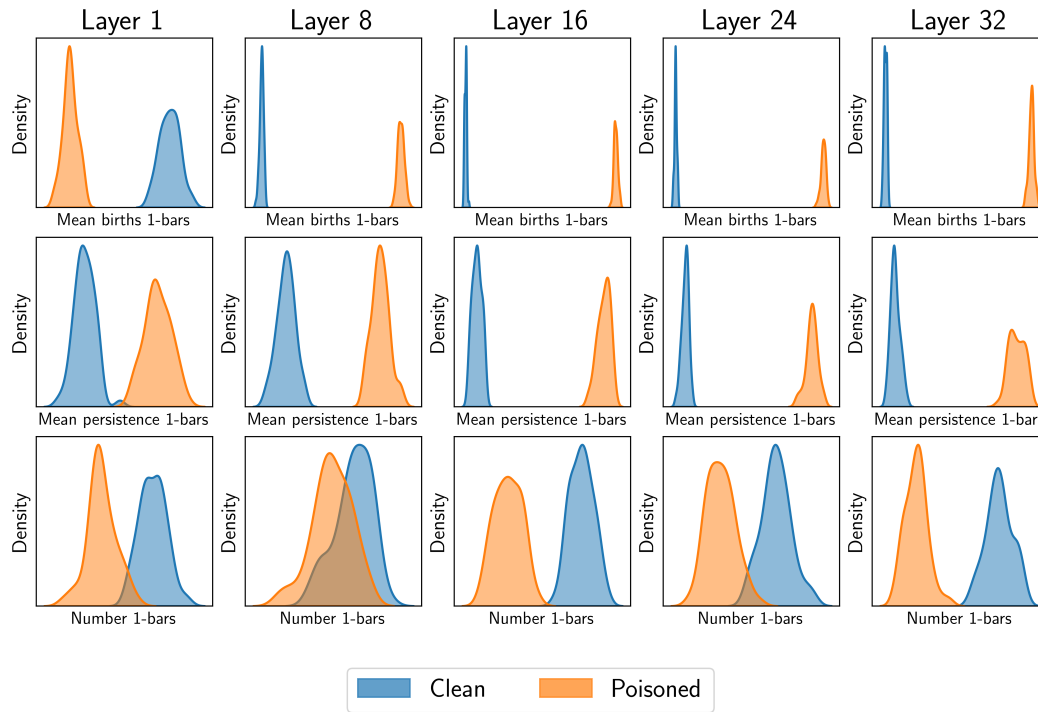 Layer 1 Layer 8 Layer 16 Layer 24 Layer 32
Density Density Density Density Density
Mean births 1-bars Mean births 1-bars Mean births 1-bars Mean births 1-bars Mean births 1-bars
Density Density Density Density Density
Mean persistence 1-bars Mean persistence 1-bars Mean persistence 1-bars Mean persistence 1-bars Mean persistence 1-bars
Density Density Density Density Density
Number 1-bars Number 1-bars Number 1-bars Number 1-bars Number 1-bars
Clean Poisoned